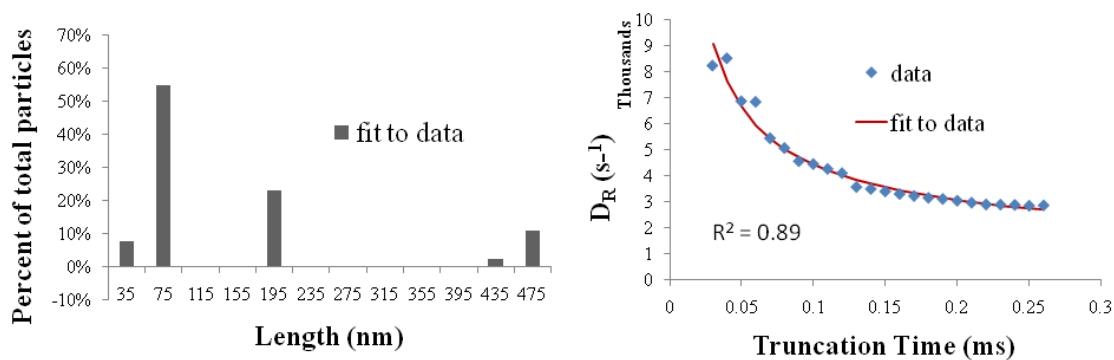 Percent of total particles
70%
60%
50%
40%
30%
20%
10%
0%
-10%
fit to data
35 75 115 155 195 235 275 315 355 395 435 475
Length (nm)
D_R (s-¹)
Thousands
10
9
8
7
6
5
4
3
2
1
0
data
fit to data
R² = 0.89
0 0.05 0.1 0.15 0.2 0.25 0.3
Truncation Time (ms)